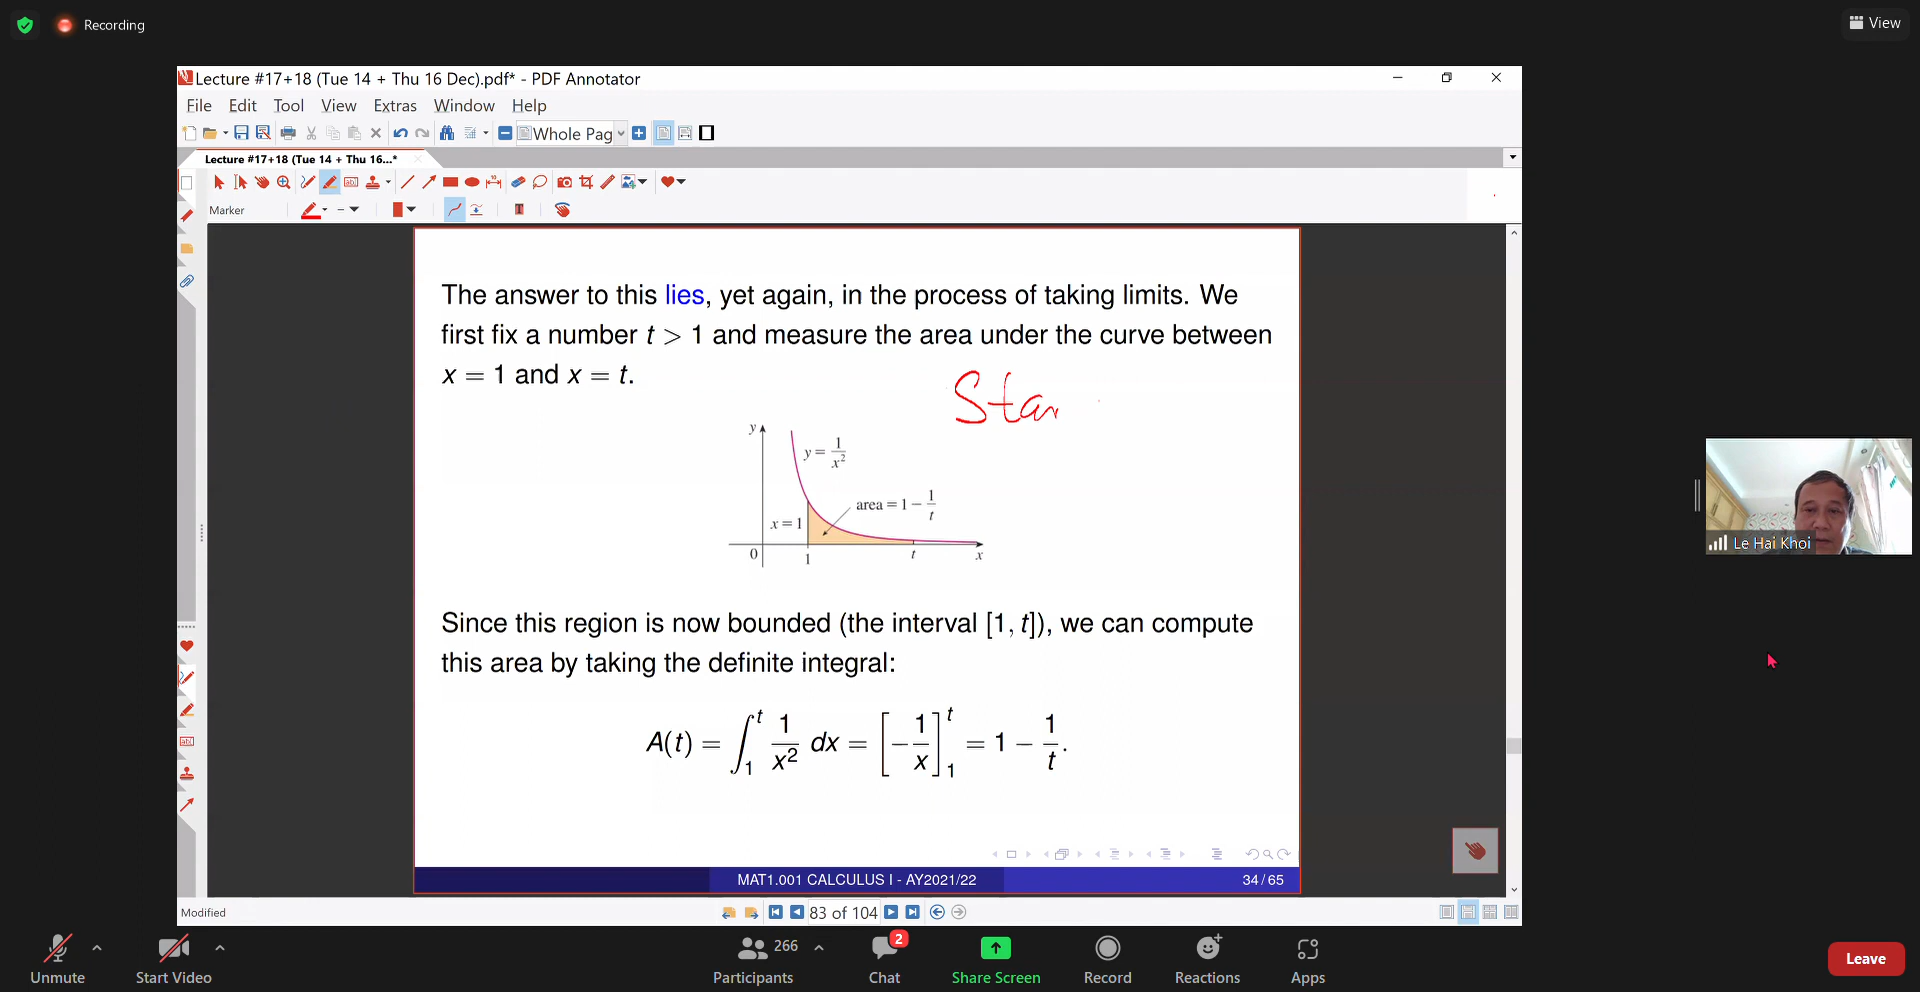 Recording
View
Lecture #17+18 (Tue 14 + Thu 16 Dec).pdf* - PDF Annotator
File Edit Tool View Extras Window Help
Whole Pag
Lecture #17+18 (Tue 14 + Thu 16...*
Marker
The answer to this lies, yet again, in the process of taking limits. We
first fix a number t > 1 and measure the area under the curve between
x = 1 and x = t.
Star
y
y = 1/x²
area = 1 − 1/t
x = 1
0 1 t x
Le Hai Khoi
Since this region is now bounded (the interval [1, t]), we can compute
this area by taking the definite integral:
A(t) = ∫₁ᵗ 1/x² dx = [−1/x]₁ᵗ = 1 − 1/t.
MAT1.001 CALCULUS I - AY2021/22 34 / 65
Modified 83 of 104
Unmute Start Video Participants 266 Chat 2 Share Screen Record Reactions Apps Leave